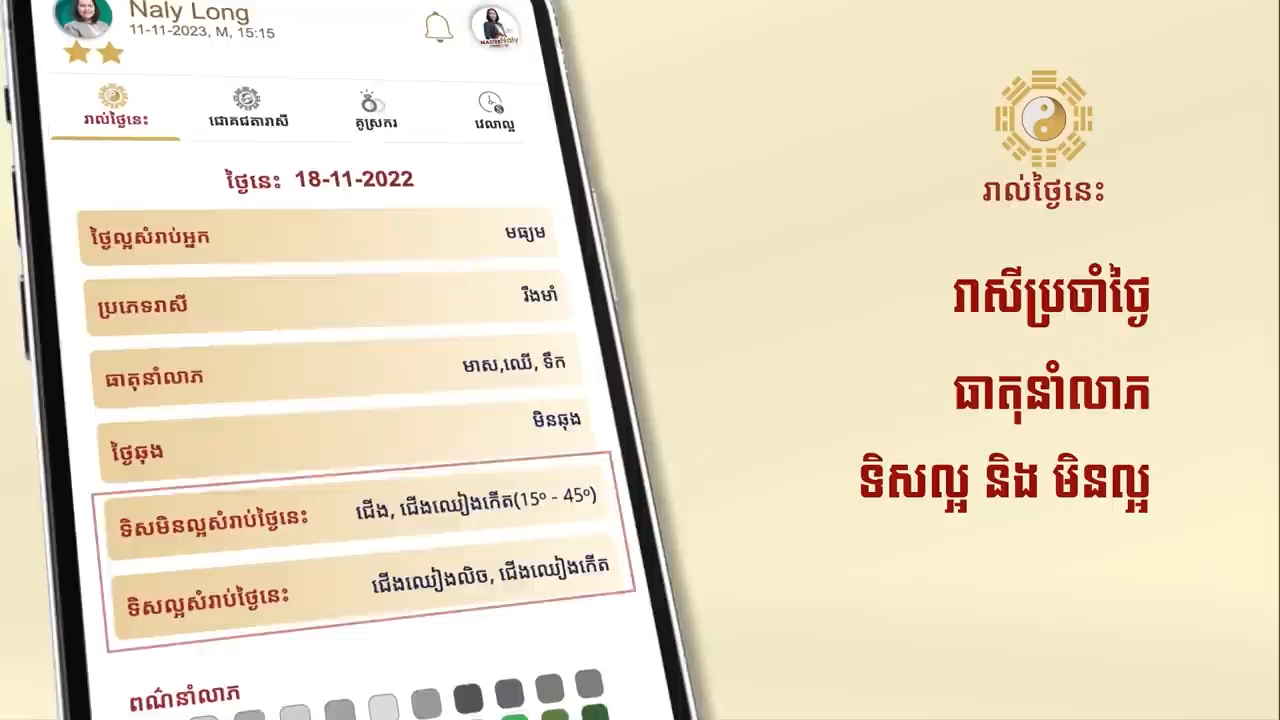 Naly Long
11-11-2023, M, 15:15
រាល់ថ្ងៃនេះ
ជោគជតារាសី
គូស្រករ
វេលាល្អ
ថ្ងៃនេះ 18-11-2022
ថ្ងៃល្អសំរាប់អ្នក មធ្យម
ប្រភេទរាសី រឹងមាំ
ធាតុនាំលាភ មាស,ឈើ, ទឹក
ថ្ងៃឆុង មិនឆុង
ទិសមិនល្អសំរាប់ថ្ងៃនេះ ជើង, ជើងឈៀងកើត(15º - 45º)
ទិសល្អសំរាប់ថ្ងៃនេះ ជើងឈៀងលិច, ជើងឈៀងកើត
ពណ៌នាំលាភ
រាល់ថ្ងៃនេះ
រាសីប្រចាំថ្ងៃ
ធាតុនាំលាភ
ទិសល្អ និង មិនល្អ